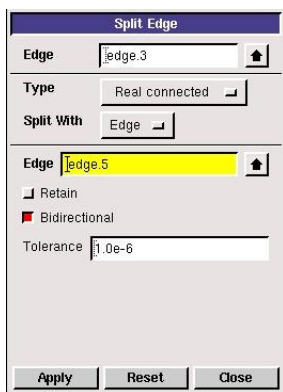 Split Edge
Edge edge.3
Type Real connected
Split With Edge
Edge edge.5
Retain
Bidirectional
Tolerance 1.0e-6
Apply Reset Close